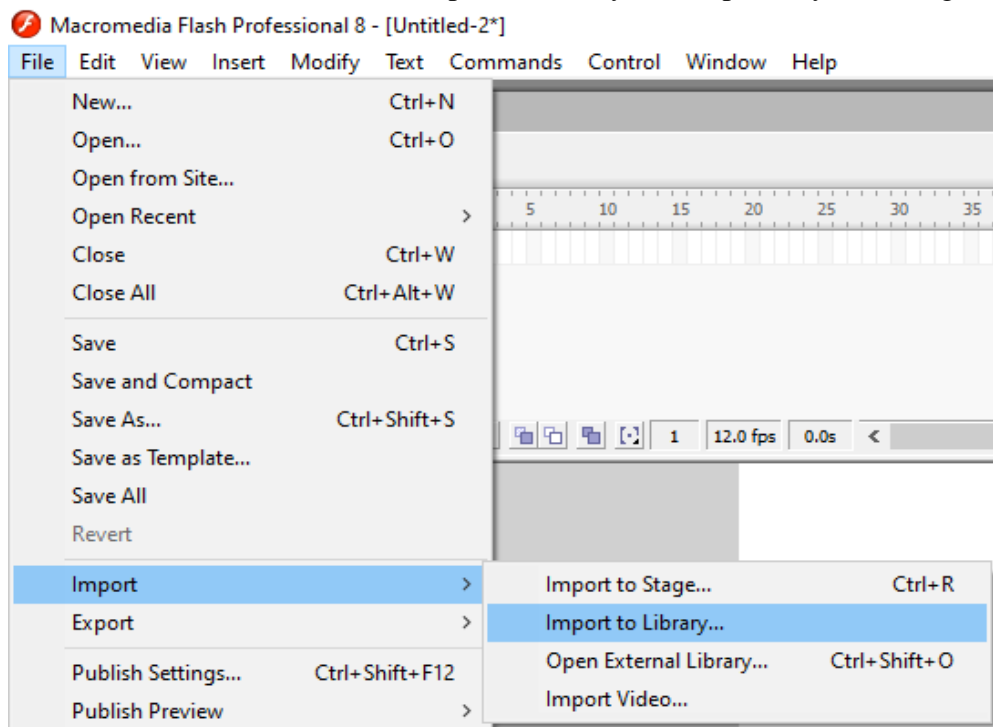 Macromedia Flash Professional 8 - [Untitled-2*]
File Edit View Insert Modify Text Commands Control Window Help
New... Ctrl+N
Open... Ctrl+O
Open from Site...
Open Recent >
5 10 15 20 25 30 35
Close Ctrl+W
Close All Ctrl+Alt+W
Save Ctrl+S
Save and Compact
Save As... Ctrl+Shift+S
1 12.0 fps 0.0s <
Save as Template...
Save All
Revert
Import >
Import to Stage... Ctrl+R
Export >
Import to Library...
Publish Settings... Ctrl+Shift+F12
Open External Library... Ctrl+Shift+O
Publish Preview >
Import Video...